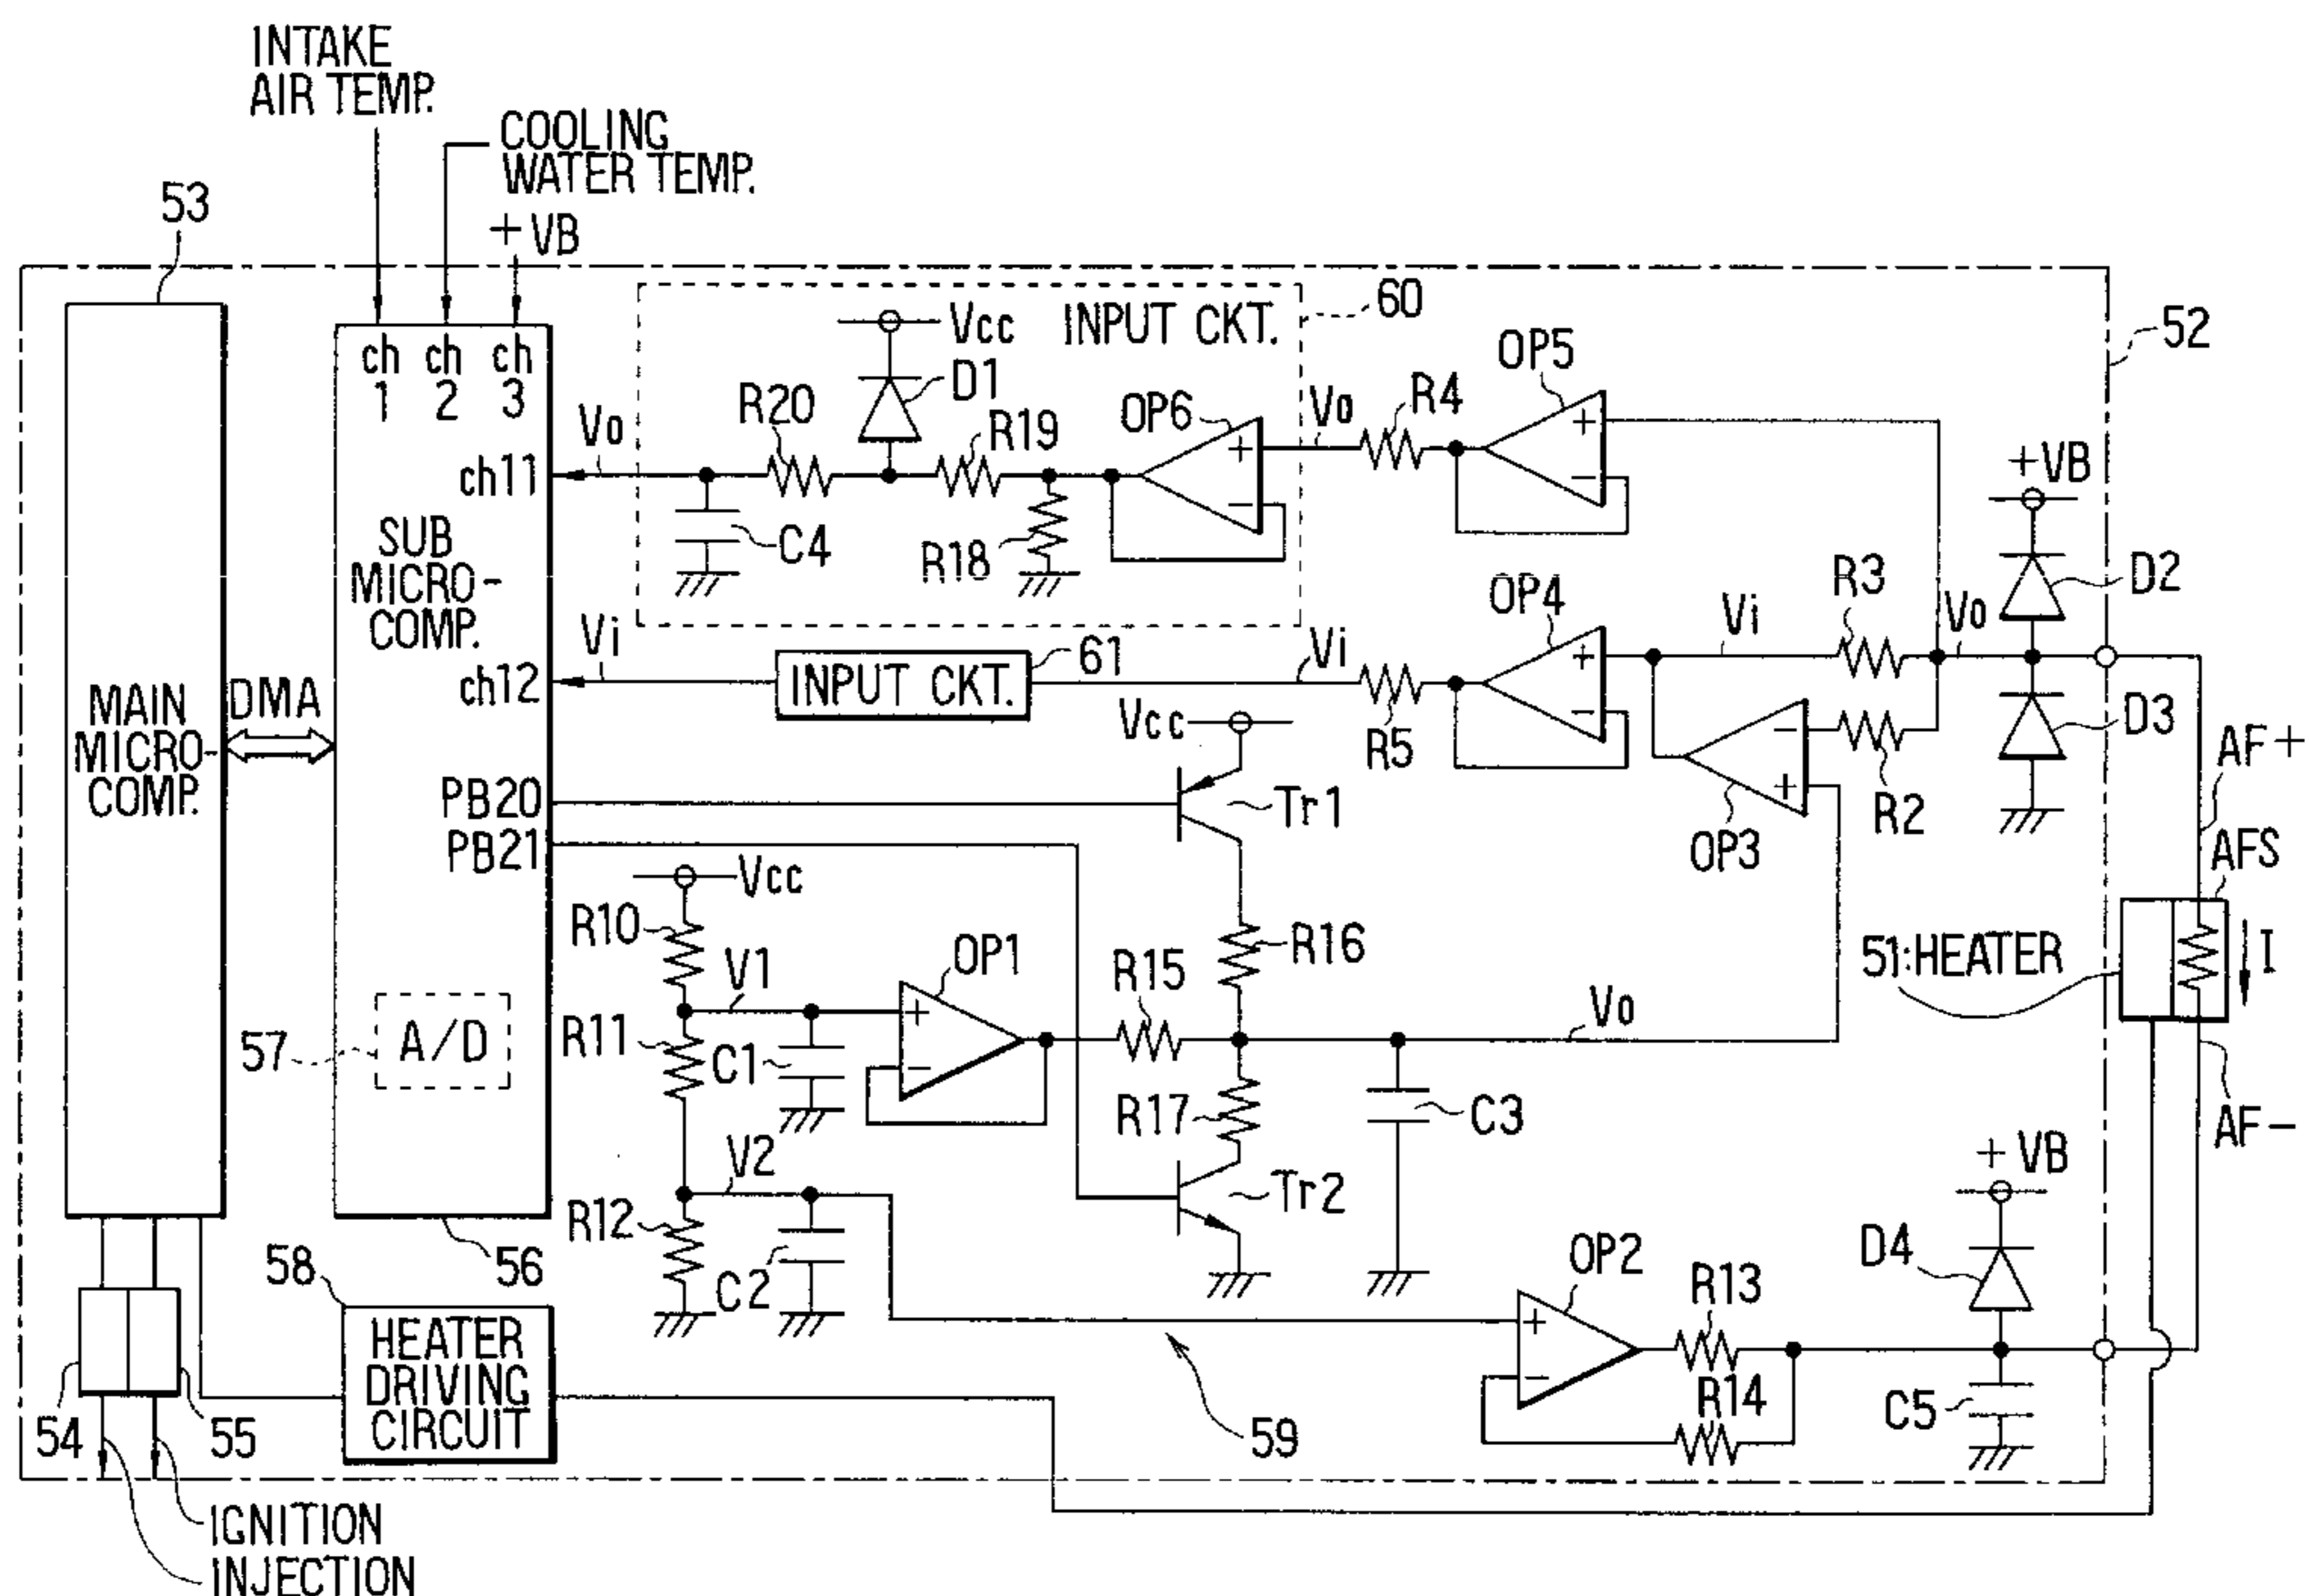 INTAKE
AIR TEMP.
COOLING
WATER TEMP.
+VB
53
ch 1
ch 2
ch 3
Vcc
INPUT CKT.
60
52
D1
R20
R19
OP6
Vo
R4
OP5
Vo
+
-
+
-
ch11
C4
R18
+VB
D2
SUB
MICRO-
COMP.
R3
Vi
Vo
OP4
+
-
Vi
61
Vi
ch12
INPUT CKT.
R5
D3
MAIN
MICRO-
COMP.
DMA
Vcc
-
+
R2
OP3
AF+
PB20
Tr1
PB21
AFS
Vcc
R10
R16
51:HEATER
I
V1
OP1
R15
Vo
+
-
A/D
57
R11
C1
R17
C3
AF-
V2
+VB
Tr2
R12
C2
56
58
OP2
R13
D4
+
-
R14
C5
HEATER
DRIVING
CIRCUIT
54
55
59
IGNITION
INJECTION